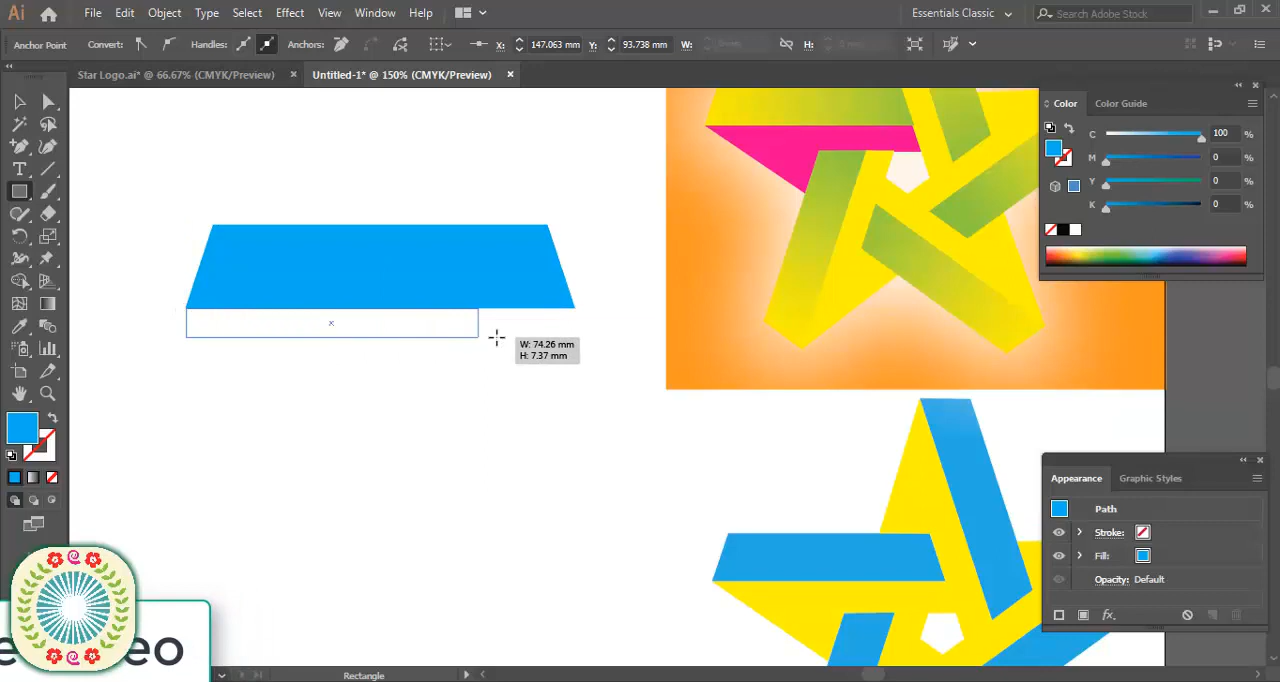 Ai File Edit Object Type Select Effect View Window Help Essentials Classic Search Adobe Stock
Anchor Point Convert: Handles: Anchors: X: 147.063 mm Y: 93.738 mm W: H:
Star Logo.ai* @ 66.67% (CMYK/Preview) Untitled-1* @ 150% (CMYK/Preview)
Color Color Guide
C 100 %
M 0 %
Y 0 %
K 0 %
W: 74.26 mm
H: 7.37 mm
Appearance Graphic Styles
Path
Stroke:
Fill:
Opacity: Default
fx
eo
Rectangle